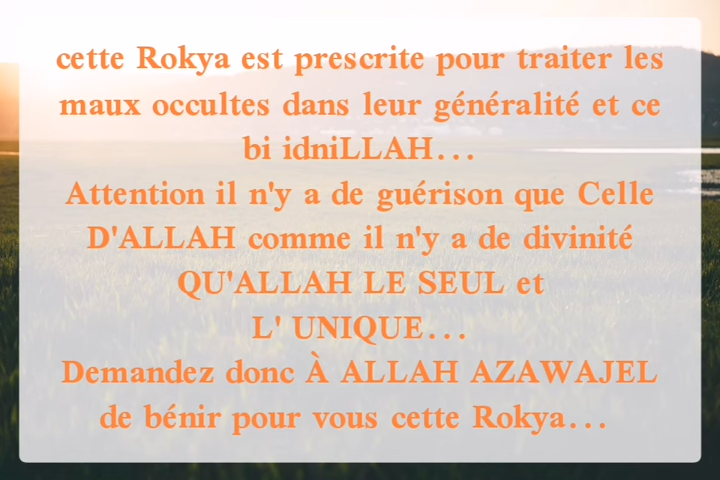 cette Rokya est prescrite pour traiter les
maux occultes dans leur généralité et ce
bi idniLLAH...
Attention il n'y a de guérison que Celle
D'ALLAH comme il n'y a de divinité
QU'ALLAH LE SEUL et
L' UNIQUE...
Demandez donc À ALLAH AZAWAJEL
de bénir pour vous cette Rokya...